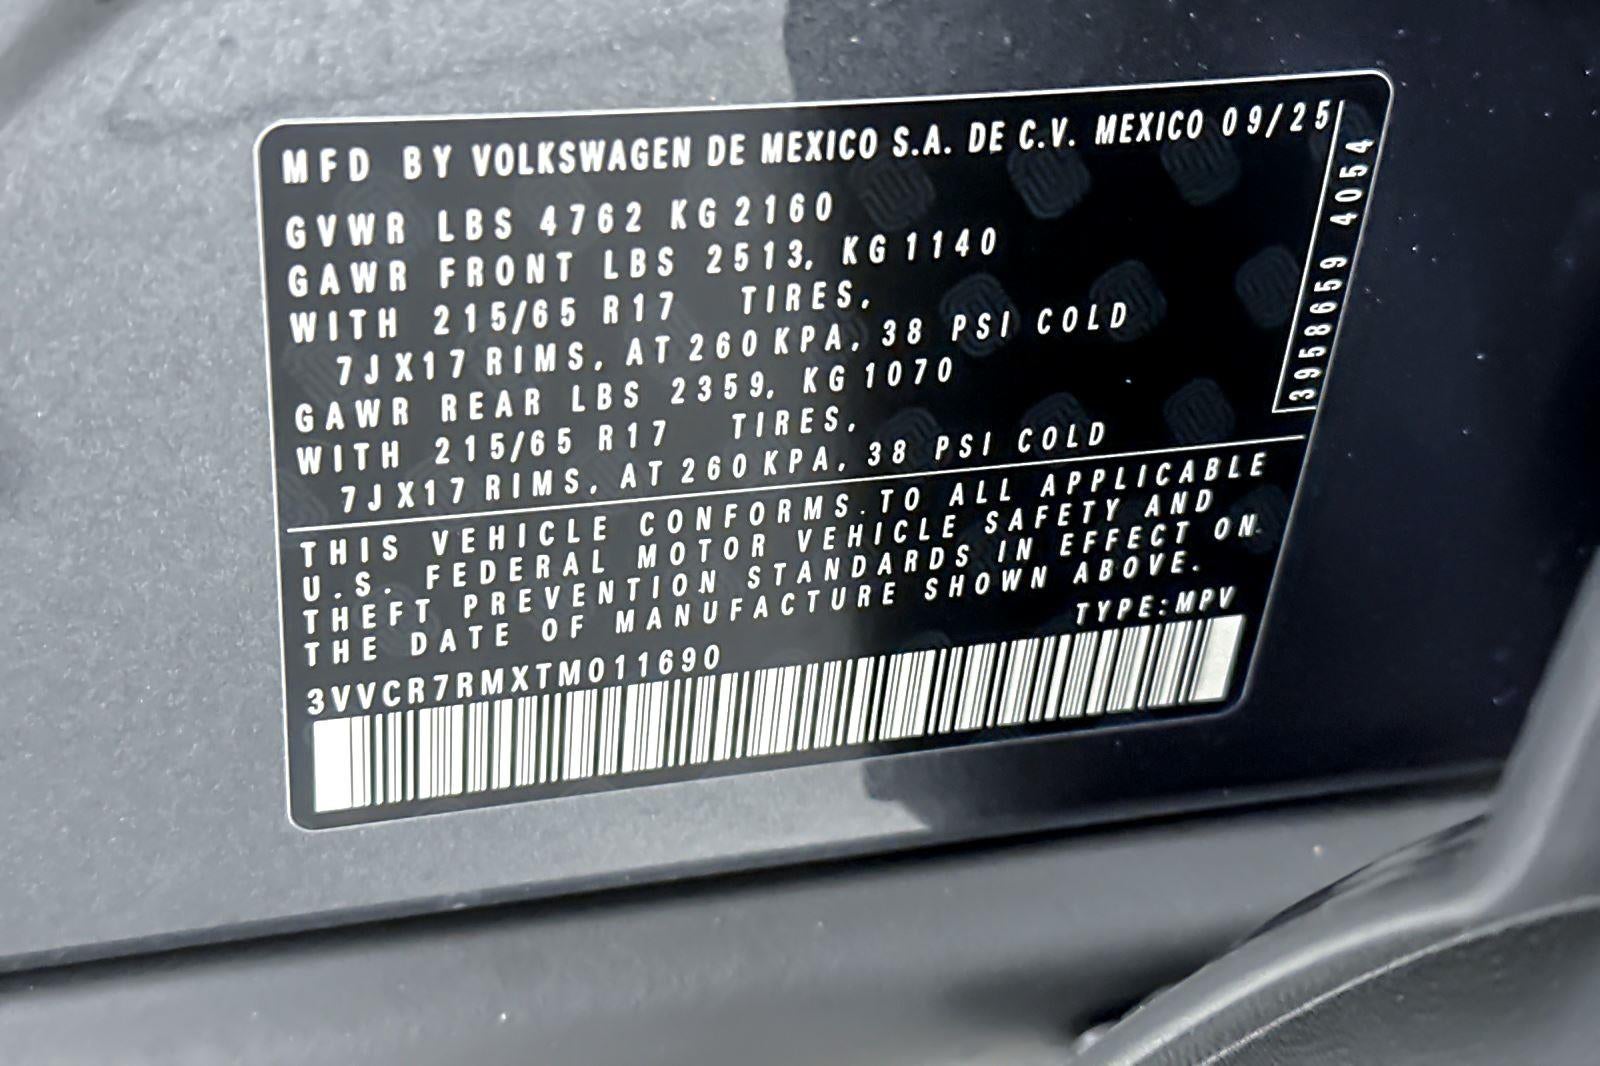 MFD BY VOLKSWAGEN DE MEXICO S.A. DE C.V. MEXICO 09/25
GVWR LBS 4762 KG 2160
GAWR FRONT LBS 2513, KG 1140
WITH 215/65 R17 TIRES,
7JX17 RIMS, AT 260 KPA, 38 PSI COLD
GAWR REAR LBS 2359, KG 1070
WITH 215/65 R17 TIRES,
7JX17 RIMS, AT 260 KPA, 38 PSI COLD
3958659 4054
THIS VEHICLE CONFORMS TO ALL APPLICABLE
U.S. FEDERAL MOTOR VEHICLE SAFETY AND
THEFT PREVENTION STANDARDS IN EFFECT ON
THE DATE OF MANUFACTURE SHOWN ABOVE.
TYPE:MPV
3VVCR7RMXTM011690